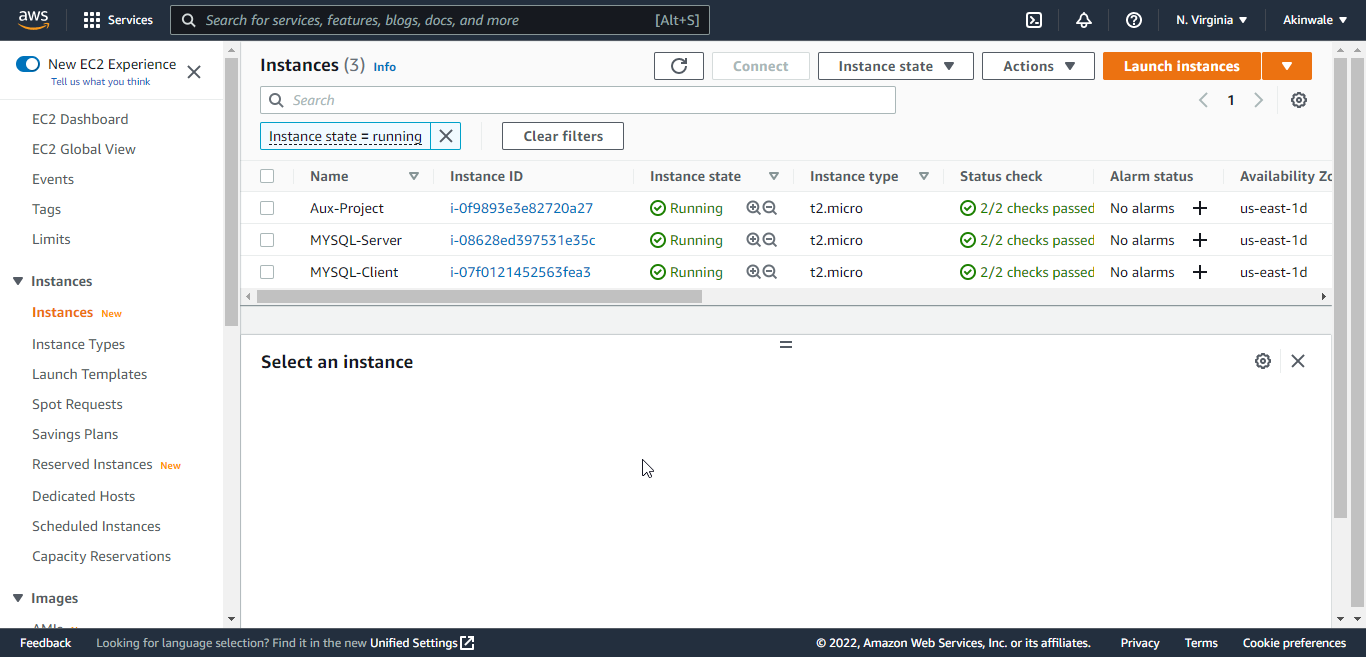 aws Services Search for services, features, blogs, docs, and more [Alt+S] N. Virginia Akinwale
New EC2 Experience
Tell us what you think
EC2 Dashboard
EC2 Global View
Events
Tags
Limits
Instances
Instances New
Instance Types
Launch Templates
Spot Requests
Savings Plans
Reserved Instances New
Dedicated Hosts
Scheduled Instances
Capacity Reservations
Images
Instances (3) Info Connect Instance state Actions Launch instances
Search 1
Instance state = running Clear filters
Name Instance ID Instance state Instance type Status check Alarm status Availability Zo
Aux-Project i-0f9893e3e82720a27 Running t2.micro 2/2 checks passed No alarms + us-east-1d
MYSQL-Server i-08628ed397531e35c Running t2.micro 2/2 checks passed No alarms + us-east-1d
MYSQL-Client i-07f0121452563fea3 Running t2.micro 2/2 checks passed No alarms + us-east-1d
Select an instance
Feedback Looking for language selection? Find it in the new Unified Settings © 2022, Amazon Web Services, Inc. or its affiliates. Privacy Terms Cookie preferences